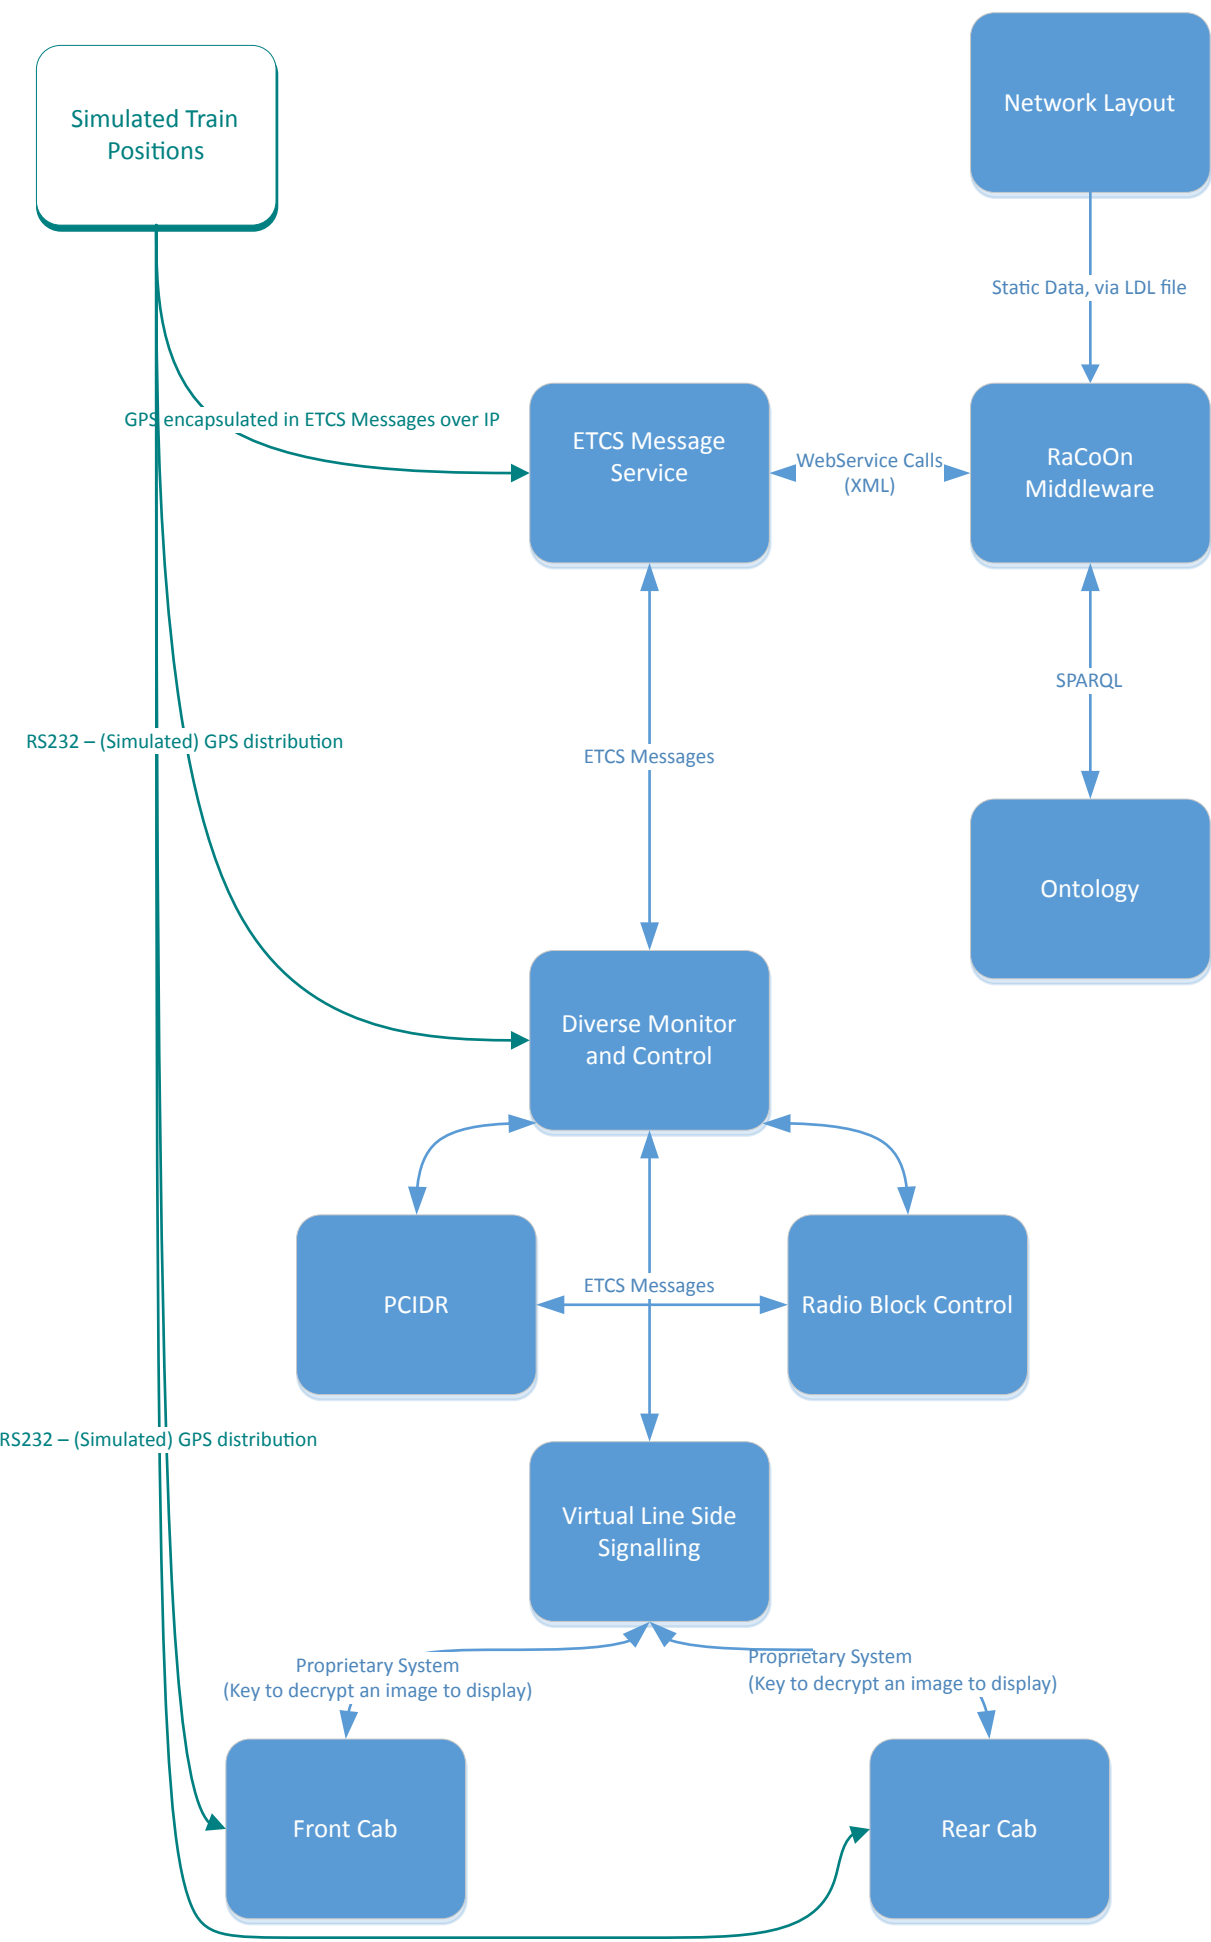 Network Layout
Simulated Train
Positions
Static Data, via LDL file
GPS encapsulated in ETCS Messages over IP
ETCS Message
Service
WebService Calls
(XML)
RaCoOn
Middleware
SPARQL
RS232 – (Simulated) GPS distribution
ETCS Messages
Ontology
Diverse Monitor
and Control
ETCS Messages
PCIDR
Radio Block Control
RS232 – (Simulated) GPS distribution
Virtual Line Side
Signalling
Proprietary System
(Key to decrypt an image to display)
Proprietary System
(Key to decrypt an image to display)
Front Cab
Rear Cab